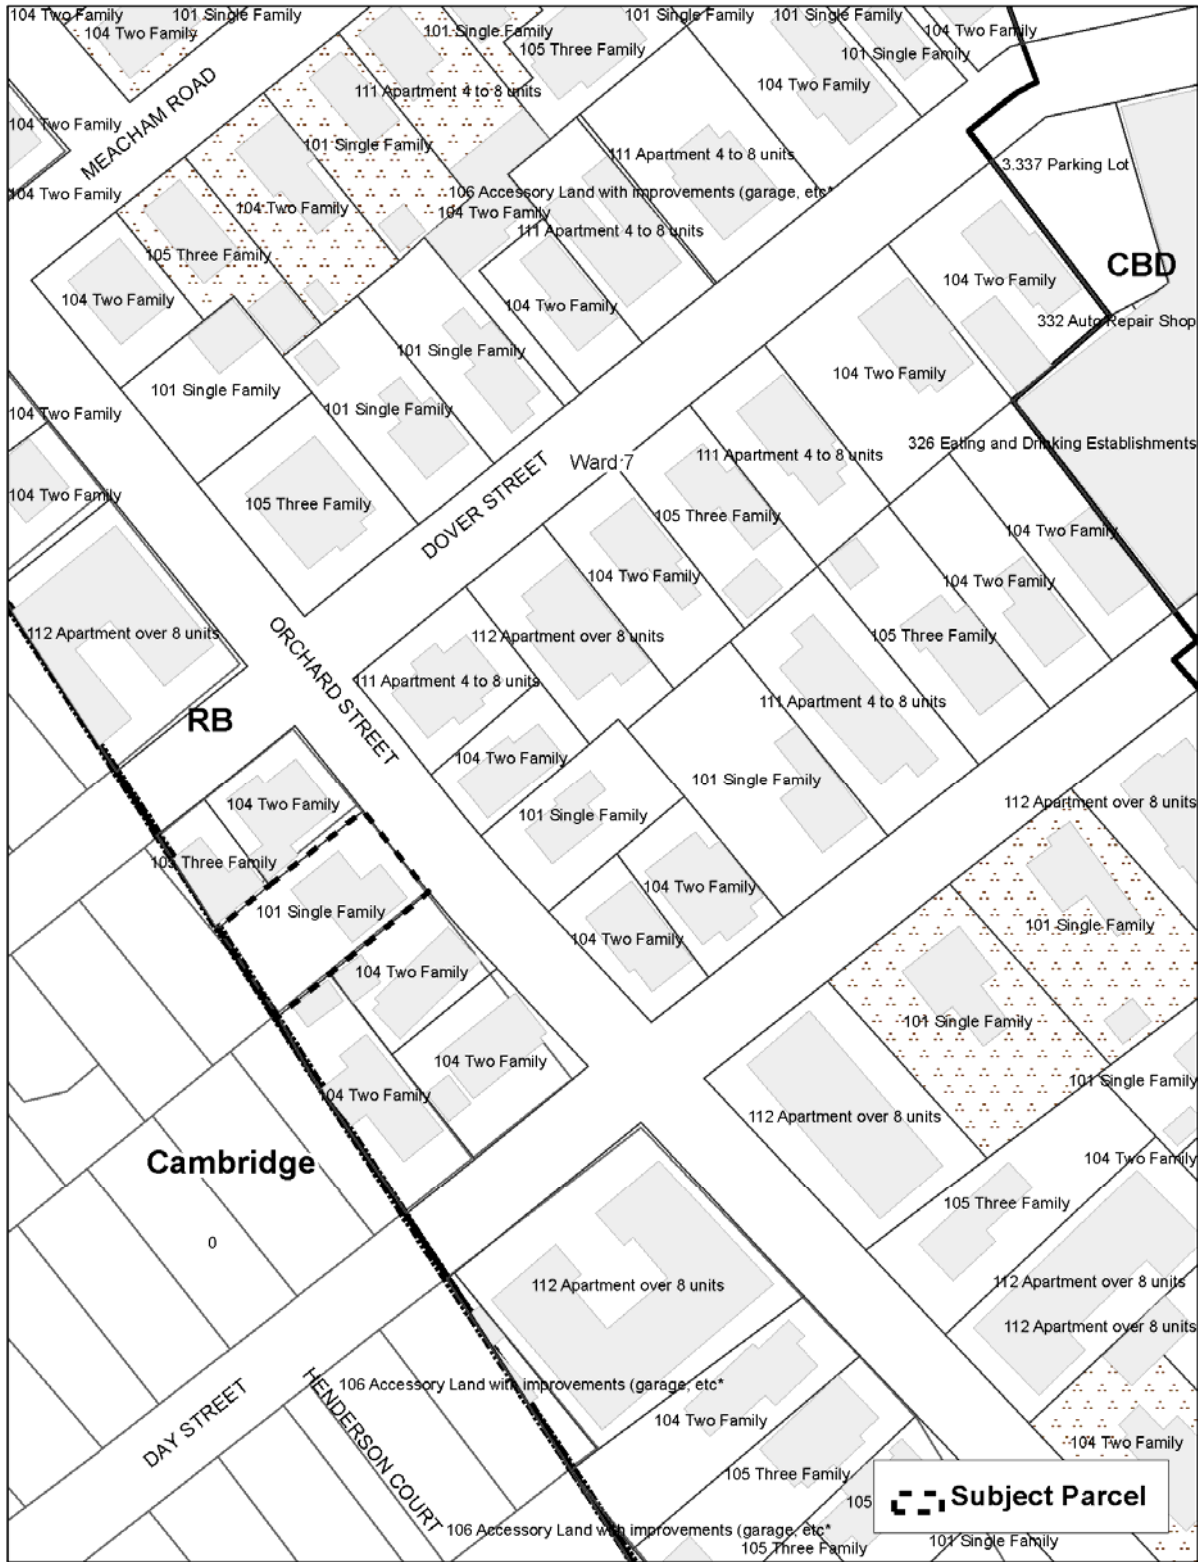 104 Two Family
101 Single Family
104 Two Family
101 Single Family
105 Three Family
101 Single Family
101 Single Family
104 Two Family
101 Single Family
104 Two Family
111 Apartment 4 to 8 units
MEACHAM ROAD
104 Two Family
101 Single Family
111 Apartment 4 to 8 units
3.337 Parking Lot
104 Two Family
106 Accessory Land with improvements (garage, etc*
104 Two Family
104 Two Family
111 Apartment 4 to 8 units
105 Three Family
CBD
104 Two Family
104 Two Family
104 Two Family
332 Auto Repair Shop
101 Single Family
104 Two Family
101 Single Family
101 Single Family
104 Two Family
326 Eating and Drinking Establishments
111 Apartment 4 to 8 units
Ward 7
104 Two Family
105 Three Family
DOVER STREET
105 Three Family
104 Two Family
104 Two Family
104 Two Family
112 Apartment over 8 units
112 Apartment over 8 units
105 Three Family
ORCHARD STREET
111 Apartment 4 to 8 units
111 Apartment 4 to 8 units
RB
104 Two Family
101 Single Family
104 Two Family
112 Apartment over 8 units
101 Single Family
105 Three Family
104 Two Family
101 Single Family
101 Single Family
104 Two Family
104 Two Family
101 Single Family
104 Two Family
101 Single Family
104 Two Family
112 Apartment over 8 units
Cambridge
104 Two Family
105 Three Family
0
112 Apartment over 8 units
112 Apartment over 8 units
112 Apartment over 8 units
HENDERSON COURT
106 Accessory Land with improvements (garage, etc*
DAY STREET
104 Two Family
104 Two Family
105 Three Family
105
Subject Parcel
106 Accessory Land with improvements (garage, etc*
105 Three Family
101 Single Family